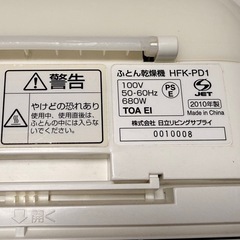 警告
やけどの恐れあり
使用中、使用直後は、
ふとんの中には入らな
いでください。
ふとん乾燥機 HFK-PD1
100V
50-60Hz
680W
TOA EI
PS
E
S
JET
2010年製
Made in China
株式会社 日立リビングサプライ
0010008
開く